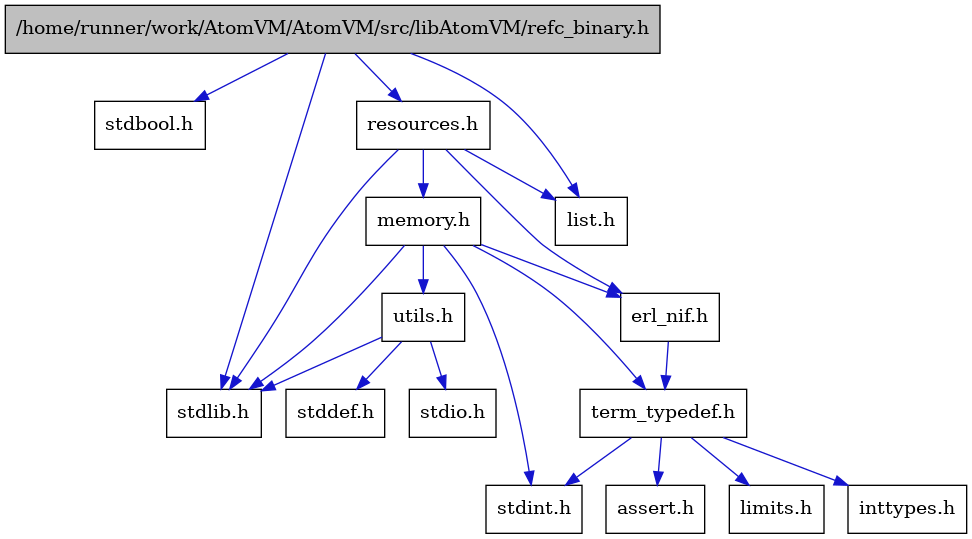 /home/runner/work/AtomVM/AtomVM/src/libAtomVM/refc_binary.h
stdbool.h
resources.h
memory.h
list.h
utils.h
erl_nif.h
stdlib.h
stddef.h
stdio.h
term_typedef.h
stdint.h
assert.h
limits.h
inttypes.h